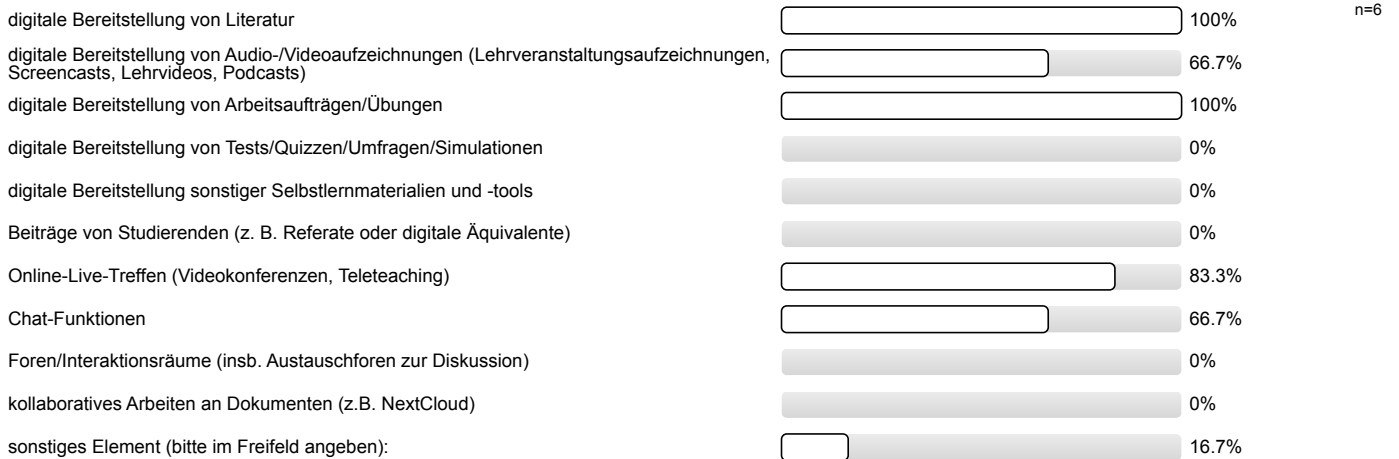 digitale Bereitstellung von Literatur 100% n=6
digitale Bereitstellung von Audio-/Videoaufzeichnungen (Lehrveranstaltungsaufzeichnungen,
Screencasts, Lehrvideos, Podcasts) 66.7%
digitale Bereitstellung von Arbeitsaufträgen/Übungen 100%
digitale Bereitstellung von Tests/Quizzen/Umfragen/Simulationen 0%
digitale Bereitstellung sonstiger Selbstlernmaterialien und -tools 0%
Beiträge von Studierenden (z. B. Referate oder digitale Äquivalente) 0%
Online-Live-Treffen (Videokonferenzen, Teleteaching) 83.3%
Chat-Funktionen 66.7%
Foren/Interaktionsräume (insb. Austauschforen zur Diskussion) 0%
kollaboratives Arbeiten an Dokumenten (z.B. NextCloud) 0%
sonstiges Element (bitte im Freifeld angeben): 16.7%